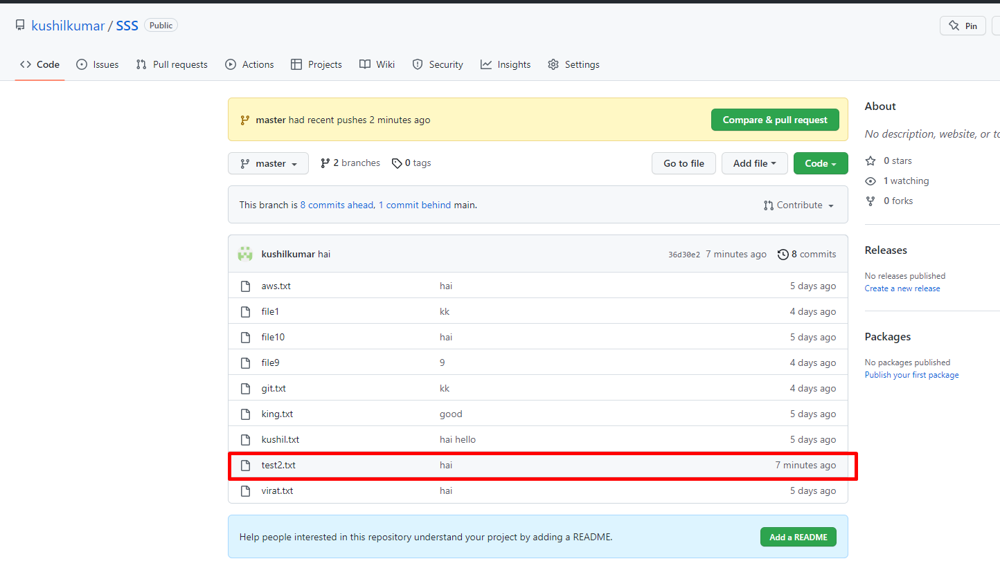 kushilkumar / SSS Public
Pin
Code Issues Pull requests Actions Projects Wiki Security Insights Settings
master had recent pushes 2 minutes ago
Compare & pull request
master 2 branches 0 tags
Go to file Add file Code
This branch is 8 commits ahead, 1 commit behind main.
Contribute
kushilkumar hai 36d30e2 7 minutes ago 8 commits
aws.txt hai 5 days ago
file1 kk 4 days ago
file10 hai 5 days ago
file9 9 4 days ago
git.txt kk 4 days ago
king.txt good 5 days ago
kushil.txt hai hello 5 days ago
test2.txt hai 7 minutes ago
virat.txt hai 5 days ago
Help people interested in this repository understand your project by adding a README.
Add a README
About
No description, website, or
0 stars
1 watching
0 forks
Releases
No releases published
Create a new release
Packages
No packages published
Publish your first package